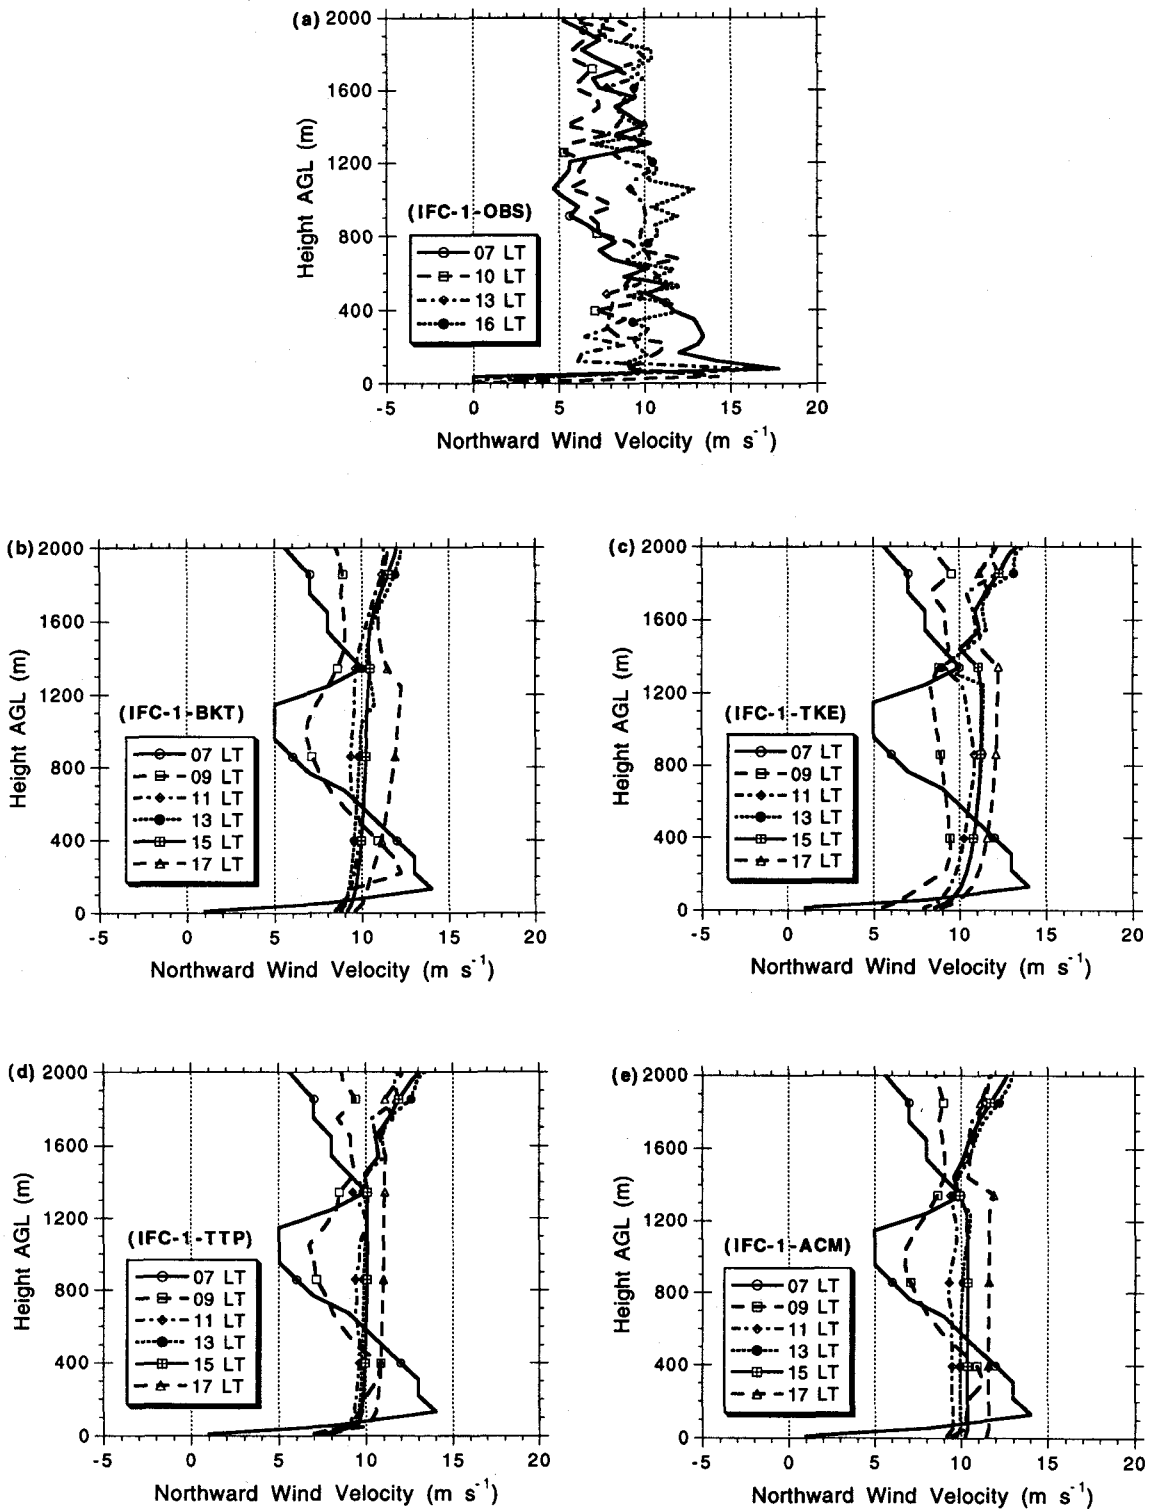 (a)
2000
1600
1200
800
400
0
Height AGL (m)
(IFC-1-OBS)
07 LT
10 LT
13 LT
16 LT
-5 0 5 10 15 20
Northward Wind Velocity (m s-1)
(b)
2000
1600
1200
800
400
0
Height AGL (m)
(IFC-1-BKT)
07 LT
09 LT
11 LT
13 LT
15 LT
17 LT
-5 0 5 10 15 20
Northward Wind Velocity (m s-1)
(c)
2000
1600
1200
800
400
0
Height AGL (m)
(IFC-1-TKE)
07 LT
09 LT
11 LT
13 LT
15 LT
17 LT
-5 0 5 10 15 20
Northward Wind Velocity (m s-1)
(d)
2000
1600
1200
800
400
0
Height AGL (m)
(IFC-1-TTP)
07 LT
09 LT
11 LT
13 LT
15 LT
17 LT
-5 0 5 10 15 20
Northward Wind Velocity (m s-1)
(e)
2000
1600
1200
800
400
0
Height AGL (m)
(IFC-1-ACM)
07 LT
09 LT
11 LT
13 LT
15 LT
17 LT
-5 0 5 10 15 20
Northward Wind Velocity (m s-1)